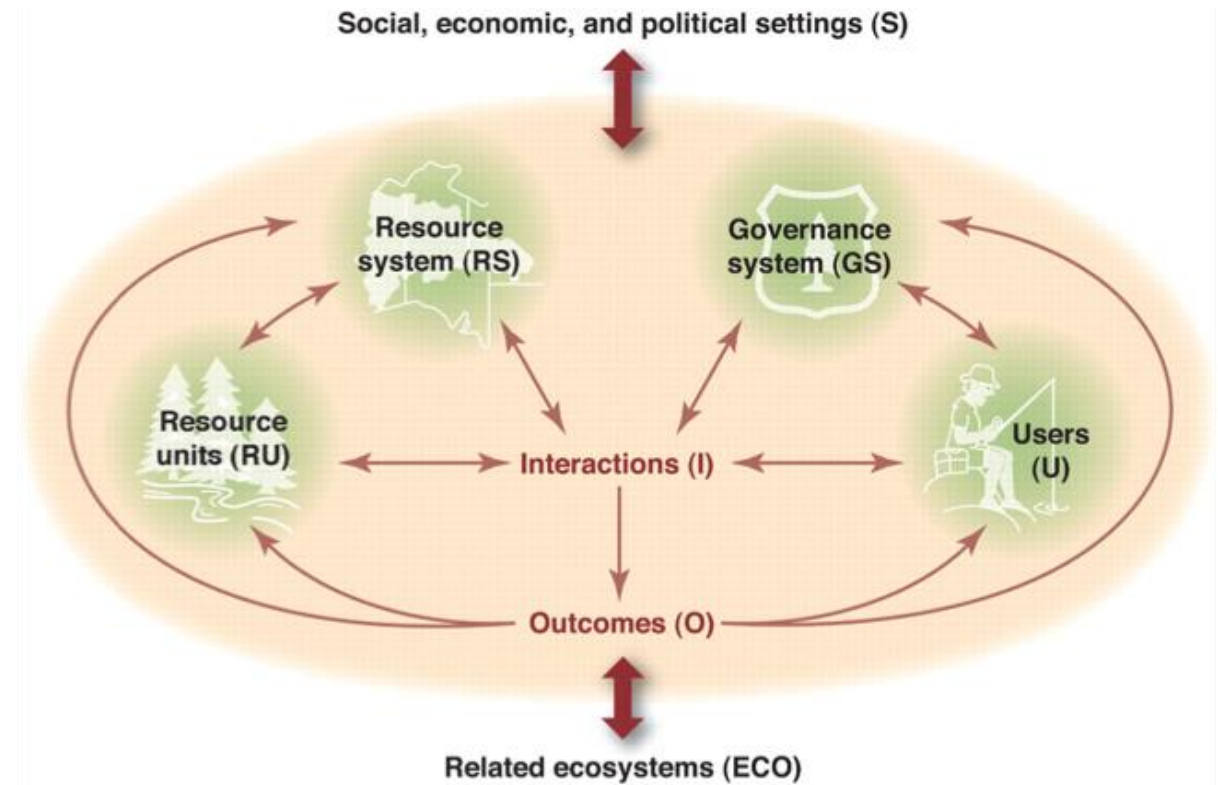 Social, economic, and political settings (S)
Resource
system (RS)
Governance
system (GS)
Resource
units (RU)
Interactions (I)
Users
(U)
Outcomes (O)
Related ecosystems (ECO)